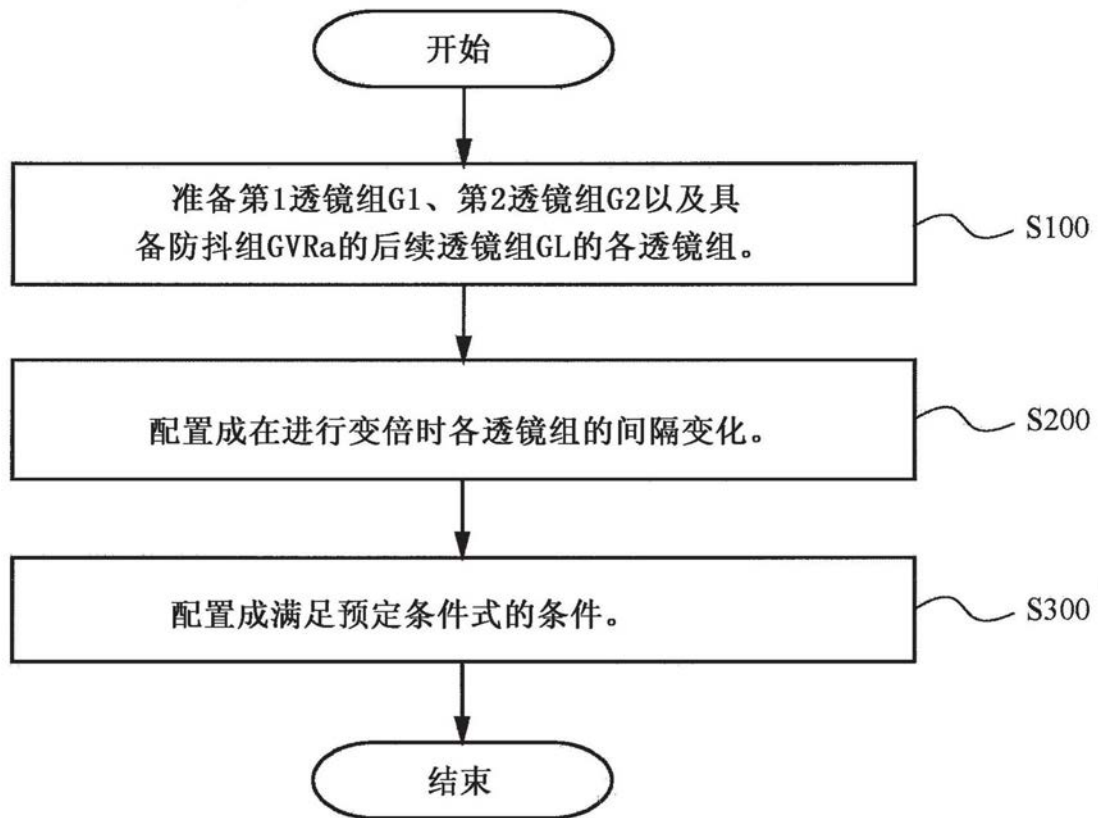 开始
准备第1透镜组G1、第2透镜组G2以及具
备防抖组GVRa的后续透镜组GL的各透镜组。
S100
配置成在进行变倍时各透镜组的间隔变化。
S200
配置成满足预定条件式的条件。
S300
结束